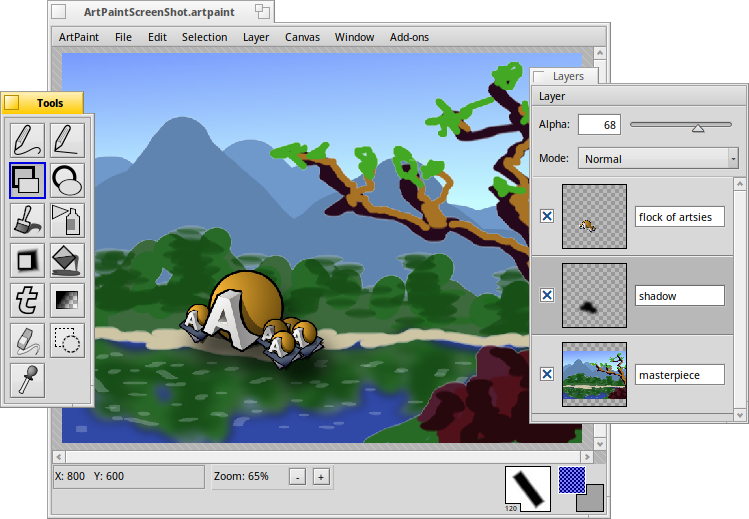 ArtPaintScreenShot.artpaint
ArtPaint File Edit Selection Layer Canvas Window Add-ons
Layers
Layer
Tools
Alpha: 68
Mode: Normal
flock of artsies
shadow
masterpiece
X: 800 Y: 600
Zoom: 65%
- +
120
t
A
A
A
A